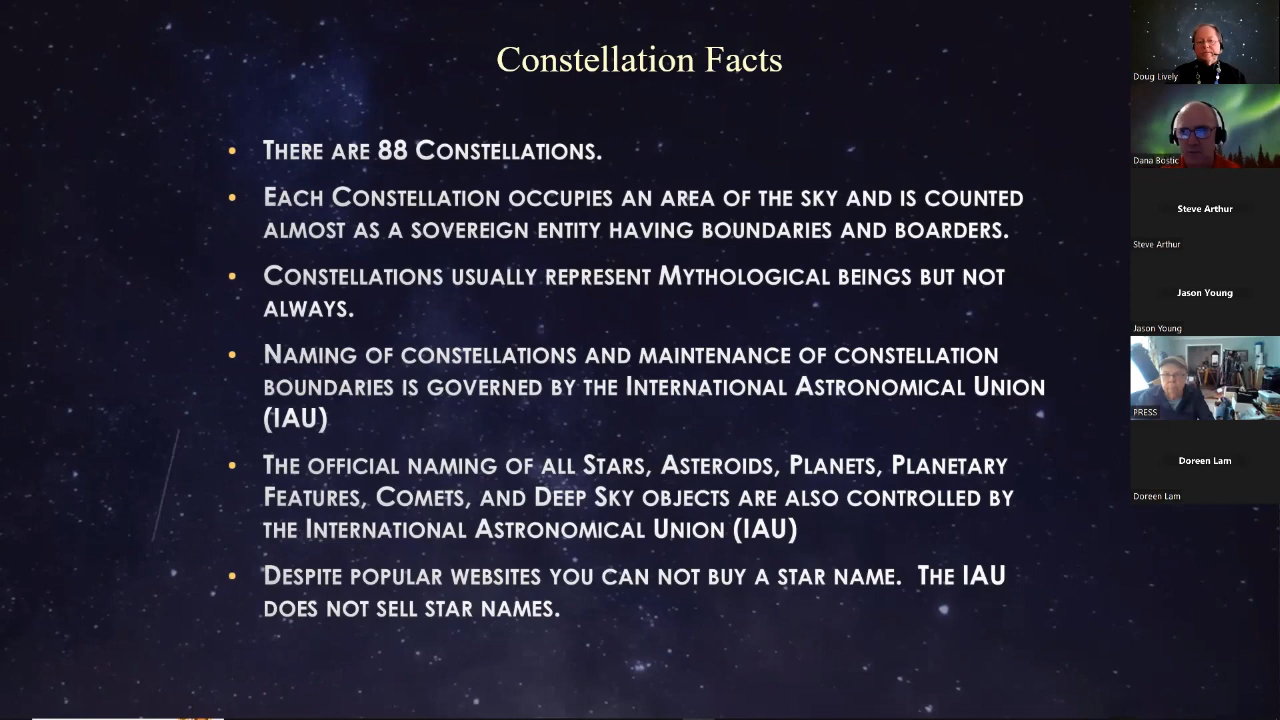 Constellation Facts
• There are 88 Constellations.
• Each Constellation occupies an area of the sky and is counted
almost as a sovereign entity having boundaries and boarders.
• Constellations usually represent Mythological beings but not
always.
• Naming of constellations and maintenance of constellation
boundaries is governed by the International Astronomical Union
(IAU)
• The official naming of all Stars, Asteroids, Planets, Planetary
Features, Comets, and Deep Sky objects are also controlled by
the International Astronomical Union (IAU)
• Despite popular websites you can not buy a star name.  The IAU
does not sell star names.
Doug Lively
Dana Bostic
Steve Arthur
Steve Arthur
Jason Young
Jason Young
PRESS
Doreen Lam
Doreen Lam